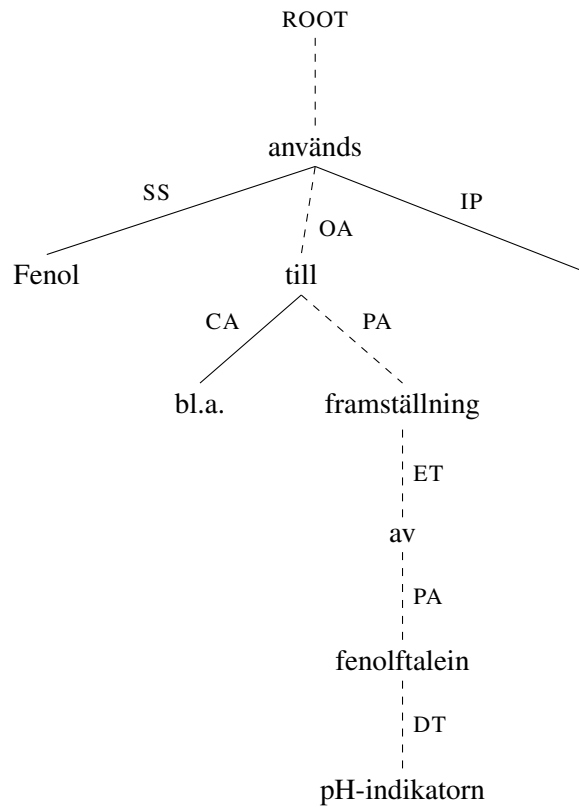 ROOT
används
SS
IP
OA
Fenol
till
CA
PA
bl.a.
framställning
ET
av
PA
fenolftalein
DT
pH-indikatorn